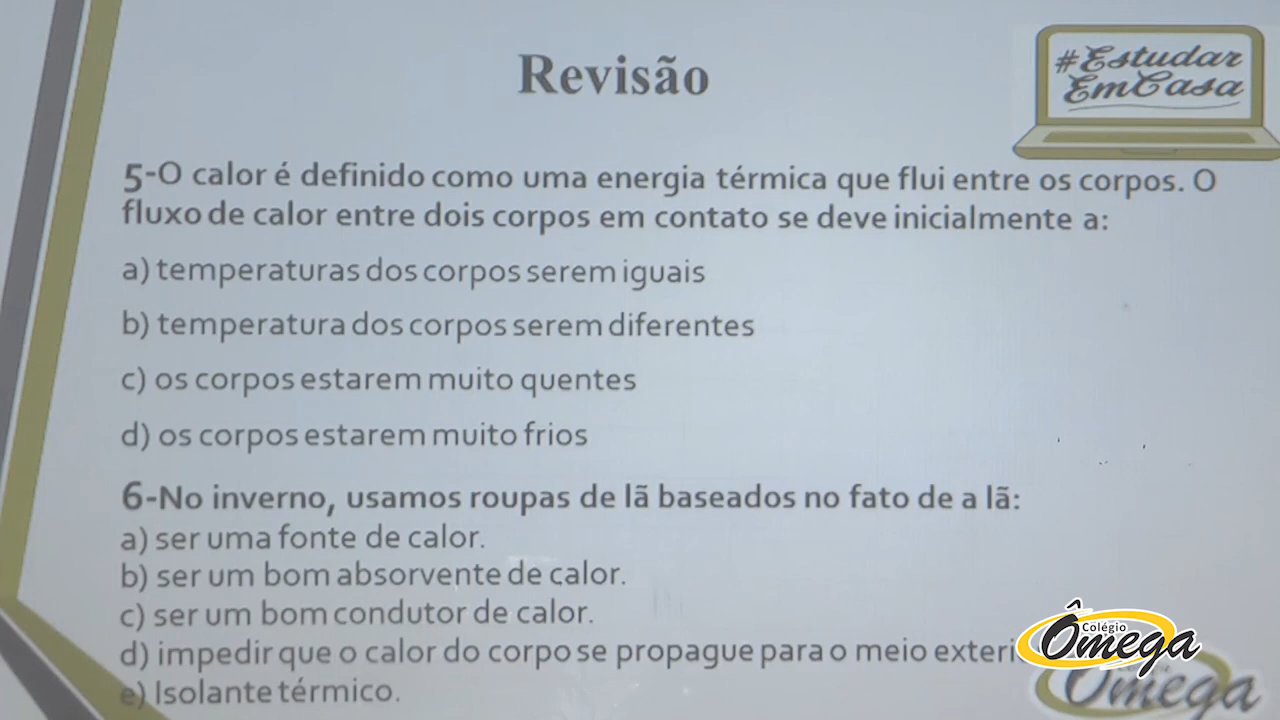 Revisão
#Estudar
EmCasa
5-O calor é definido como uma energia térmica que flui entre os corpos. O
fluxo de calor entre dois corpos em contato se deve inicialmente a:
a) temperaturas dos corpos serem iguais
b) temperatura dos corpos serem diferentes
c) os corpos estarem muito quentes
d) os corpos estarem muito frios
6-No inverno, usamos roupas de lã baseados no fato de a lã:
a) ser uma fonte de calor.
b) ser um bom absorvente de calor.
c) ser um bom condutor de calor.
d) impedir que o calor do corpo se propague para o meio
e) Isolante térmico.
Colégio
Ômega
Ômega